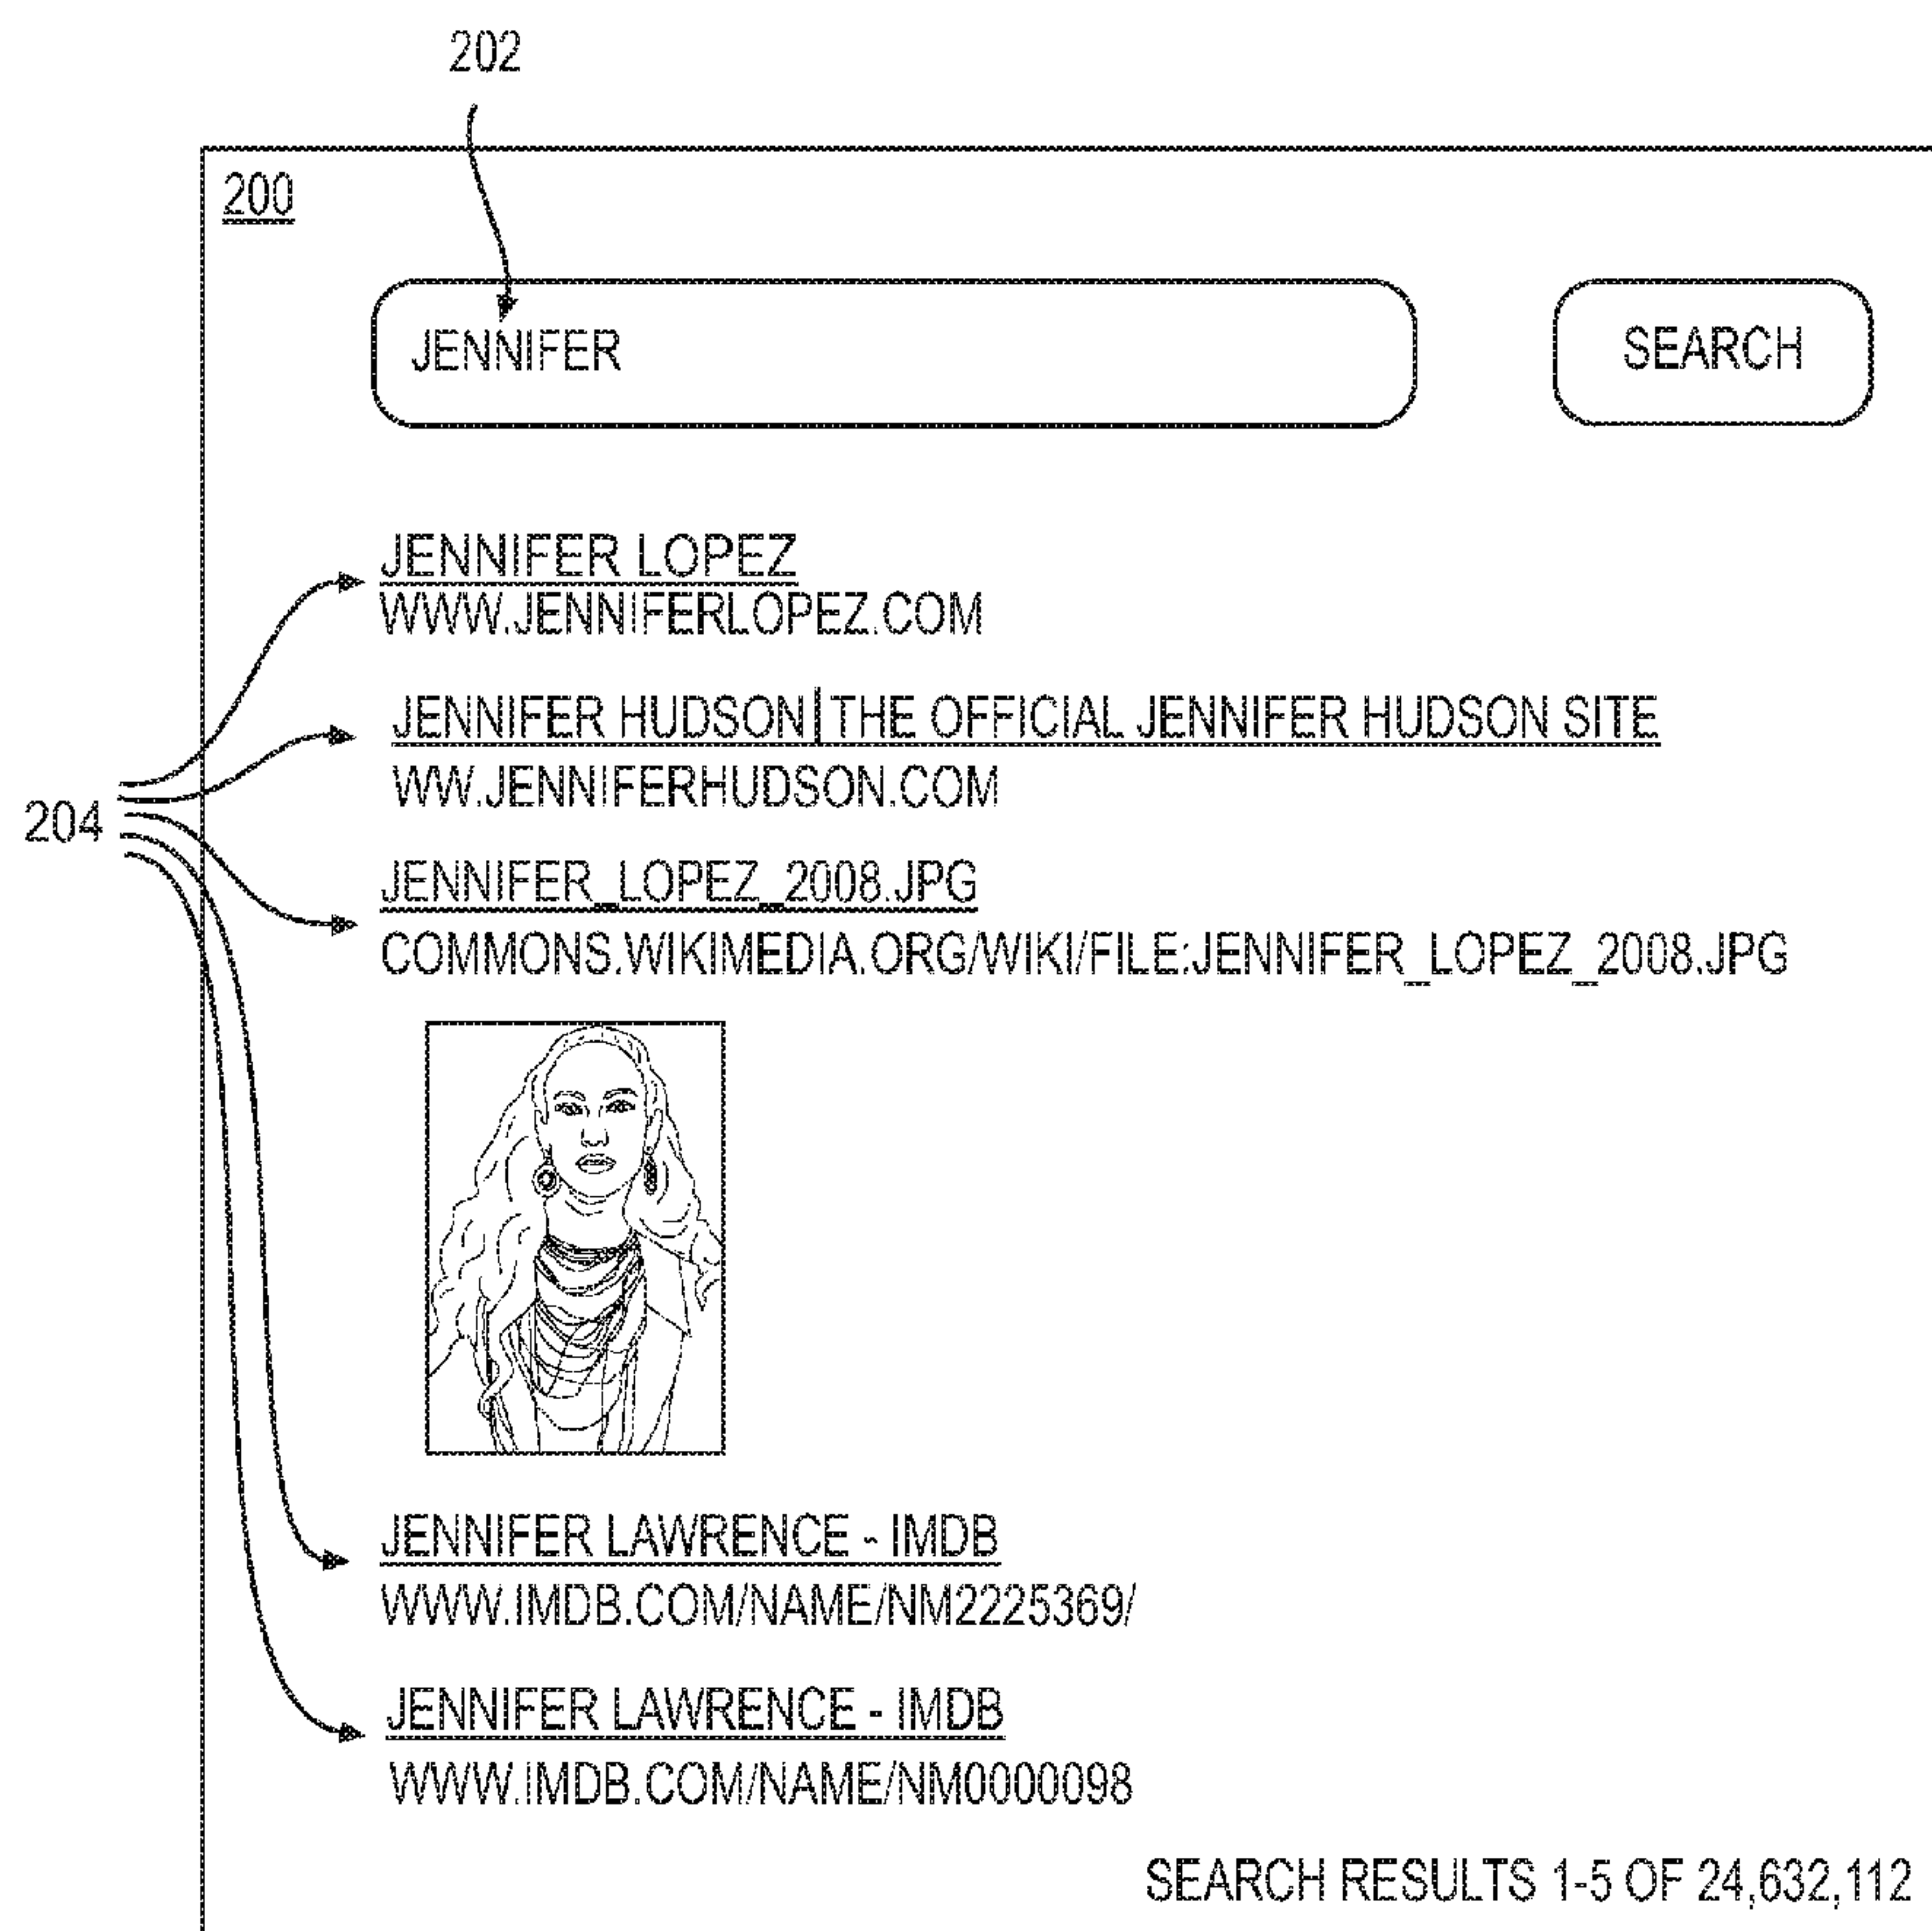 202
200
JENNIFER
SEARCH
JENNIFER LOPEZ
WWW.JENNIFERLOPEZ.COM
JENNIFER HUDSON|THE OFFICIAL JENNIFER HUDSON SITE
WW.JENNIFERHUDSON.COM
204
JENNIFER_LOPEZ_2008.JPG
COMMONS.WIKIMEDIA.ORG/WIKI/FILE:JENNIFER_LOPEZ_2008.JPG
JENNIFER LAWRENCE - IMDB
WWW.IMDB.COM/NAME/NM2225369/
JENNIFER LAWRENCE - IMDB
WWW.IMDB.COM/NAME/NM0000098
SEARCH RESULTS 1-5 OF 24,632,112